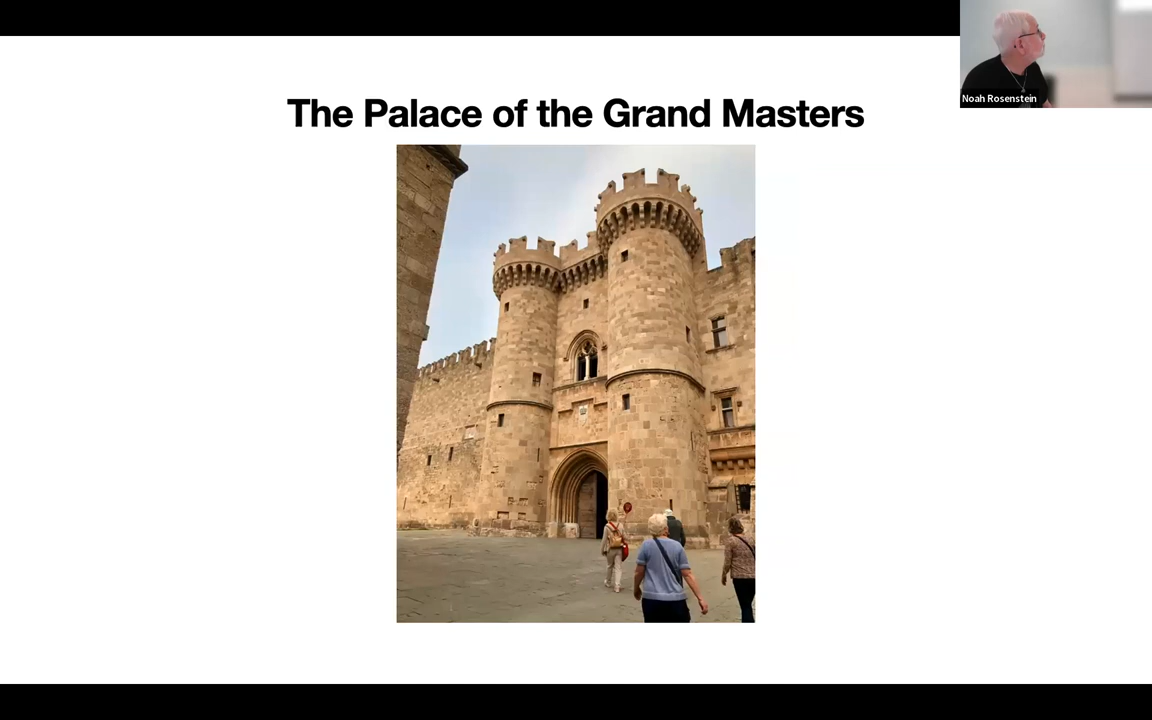 The Palace of the Grand Masters
Noah Rosenstein